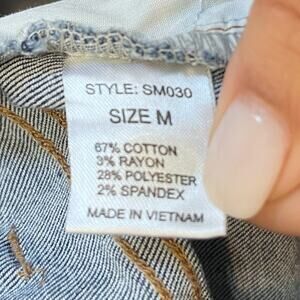 STYLE: SM030
SIZE M
67% COTTON
3% RAYON
28% POLYESTER
2% SPANDEX
MADE IN VIETNAM